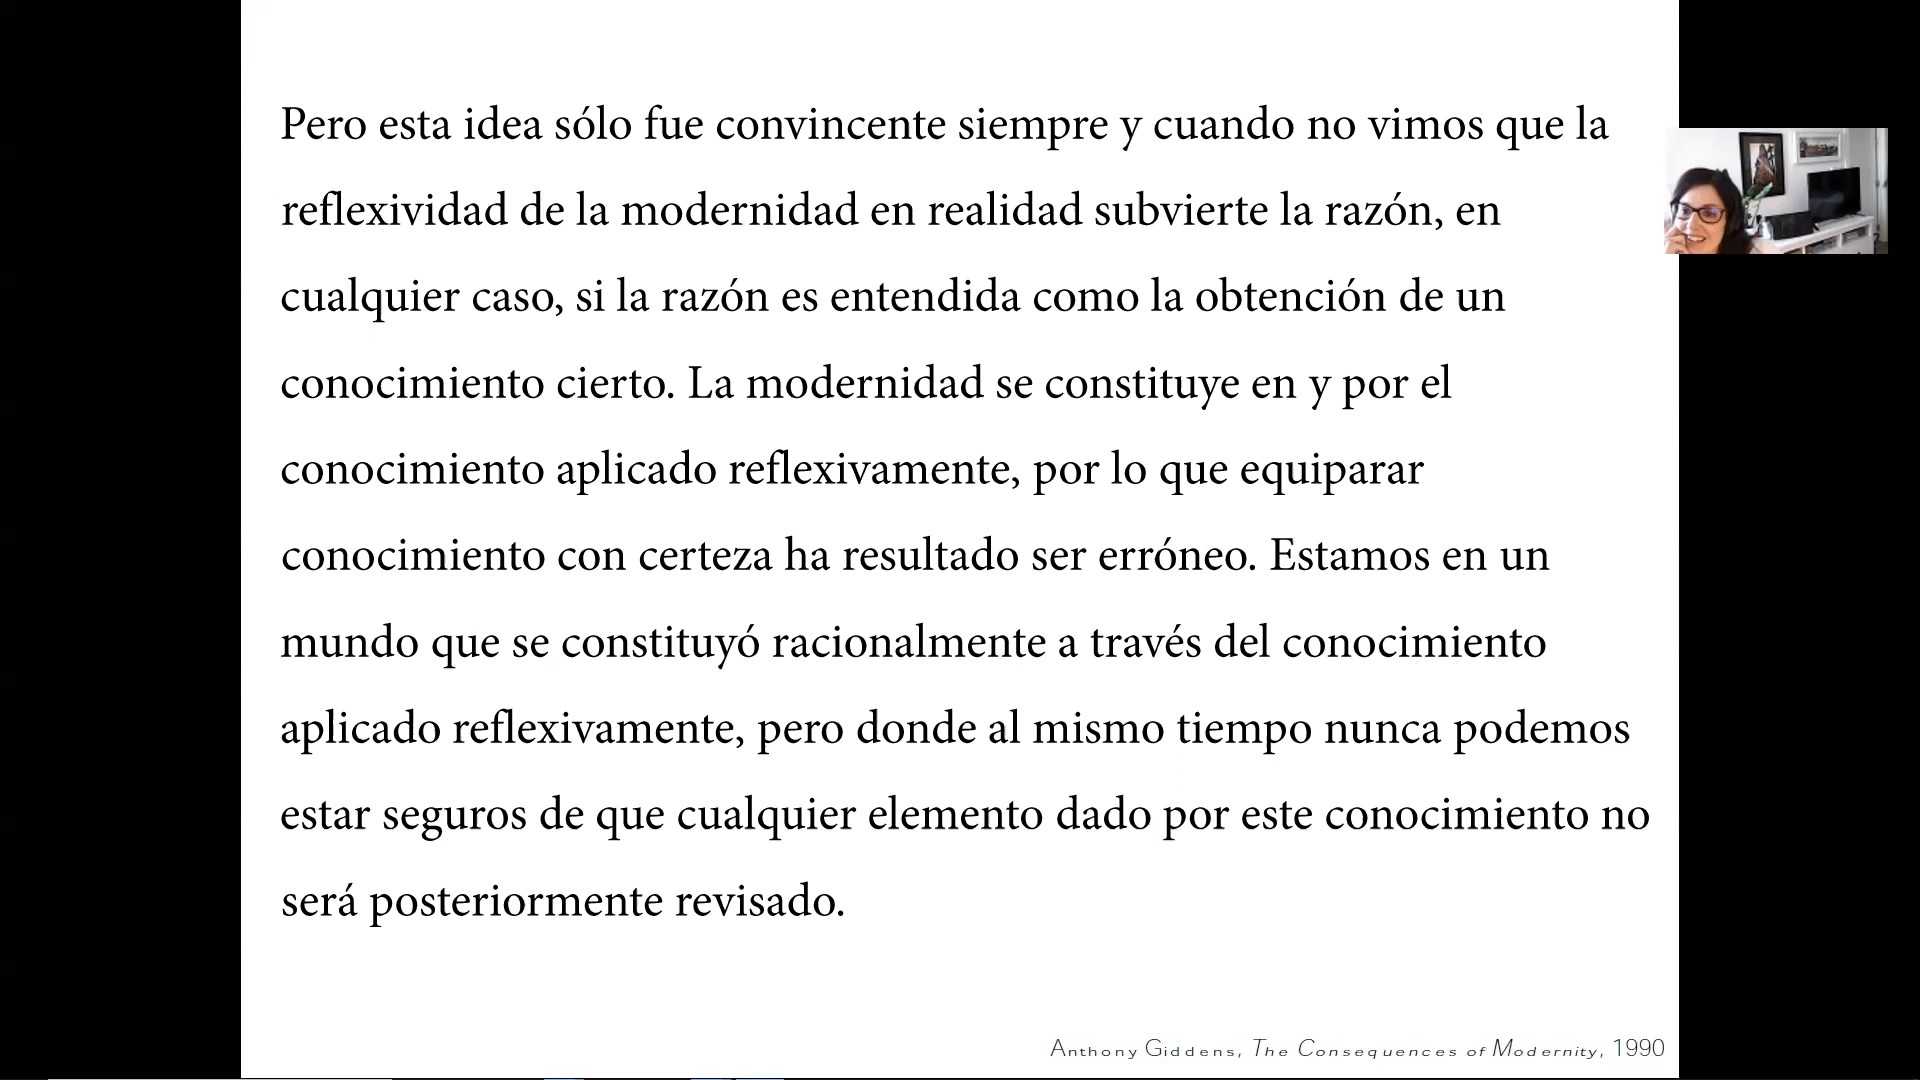 Pero esta idea sólo fue convincente siempre y cuando no vimos que la
reflexividad de la modernidad en realidad subvierte la razón, en
cualquier caso, si la razón es entendida como la obtención de un
conocimiento cierto. La modernidad se constituye en y por el
conocimiento aplicado reflexivamente, por lo que equiparar
conocimiento con certeza ha resultado ser erróneo. Estamos en un
mundo que se constituyó racionalmente a través del conocimiento
aplicado reflexivamente, pero donde al mismo tiempo nunca podemos
estar seguros de que cualquier elemento dado por este conocimiento no
será posteriormente revisado.
Anthony Giddens, The Consequences of Modernity, 1990